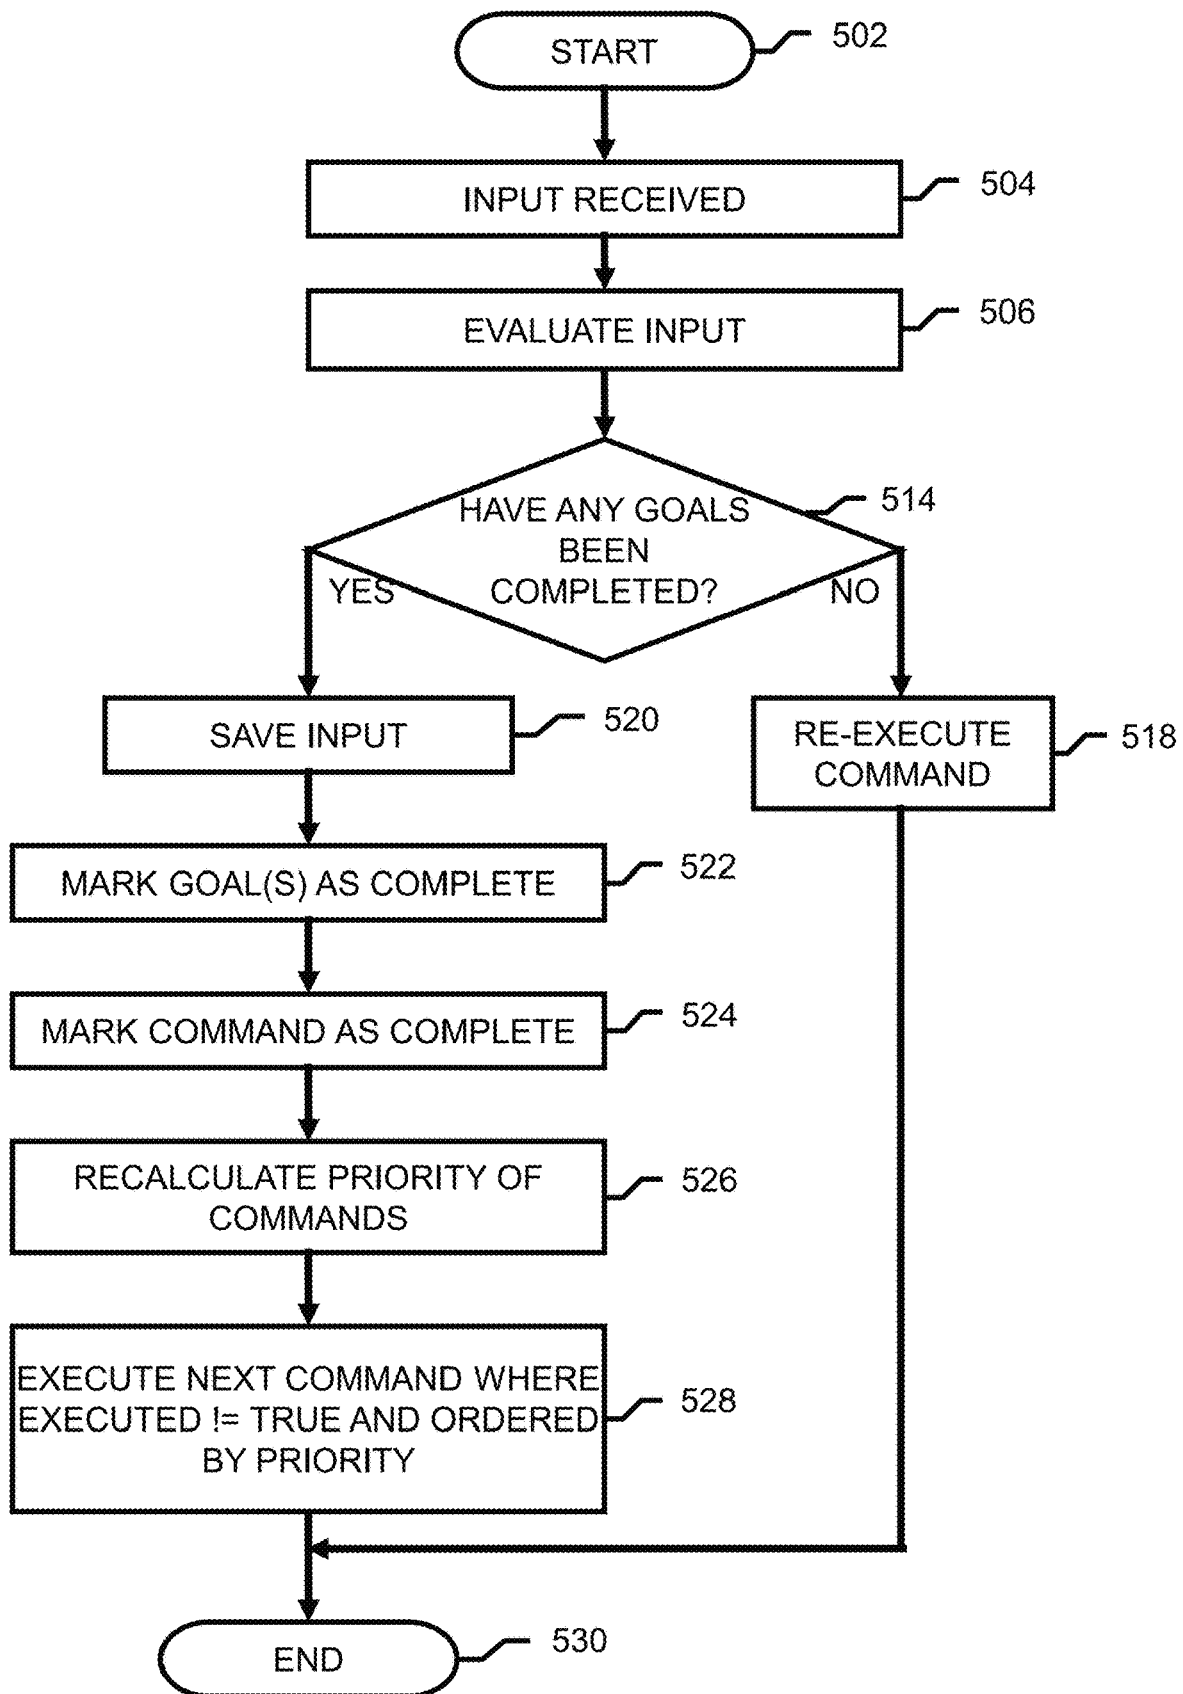 START
502
INPUT RECEIVED
504
EVALUATE INPUT
506
HAVE ANY GOALS
BEEN
COMPLETED?
514
YES
NO
SAVE INPUT
520
RE-EXECUTE
COMMAND
518
MARK GOAL(S) AS COMPLETE
522
MARK COMMAND AS COMPLETE
524
RECALCULATE PRIORITY OF
COMMANDS
526
EXECUTE NEXT COMMAND WHERE
EXECUTED != TRUE AND ORDERED
BY PRIORITY
528
END
530